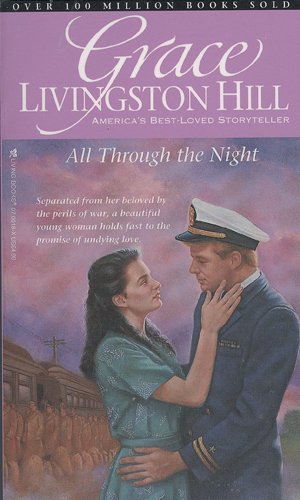 OVER 100 MILLION BOOKS SOLD
Grace
LIVINGSTON HILL
AMERICA'S BEST-LOVED STORYTELLER
All Through the Night
Separated from her beloved by
the perils of war, a beautiful
young woman holds fast to the
promise of undying love.